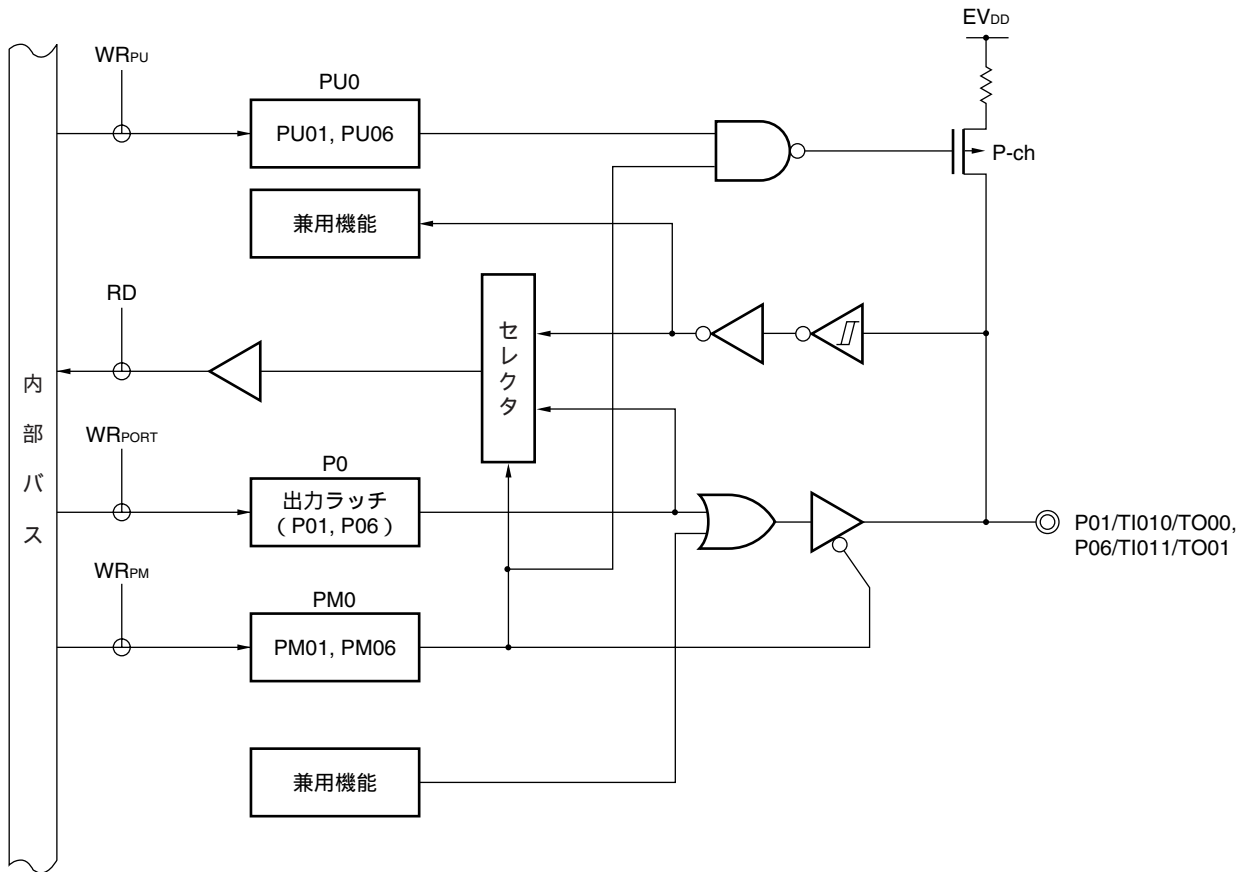 EVDD
WRPU
PU0
PU01, PU06
P-ch
兼用機能
RD
セレクタ
内部バス
WRPORT
P0
出力ラッチ
（P01, P06）
P01/TI010/TO00,
P06/TI011/TO01
WRPM
PM0
PM01, PM06
兼用機能